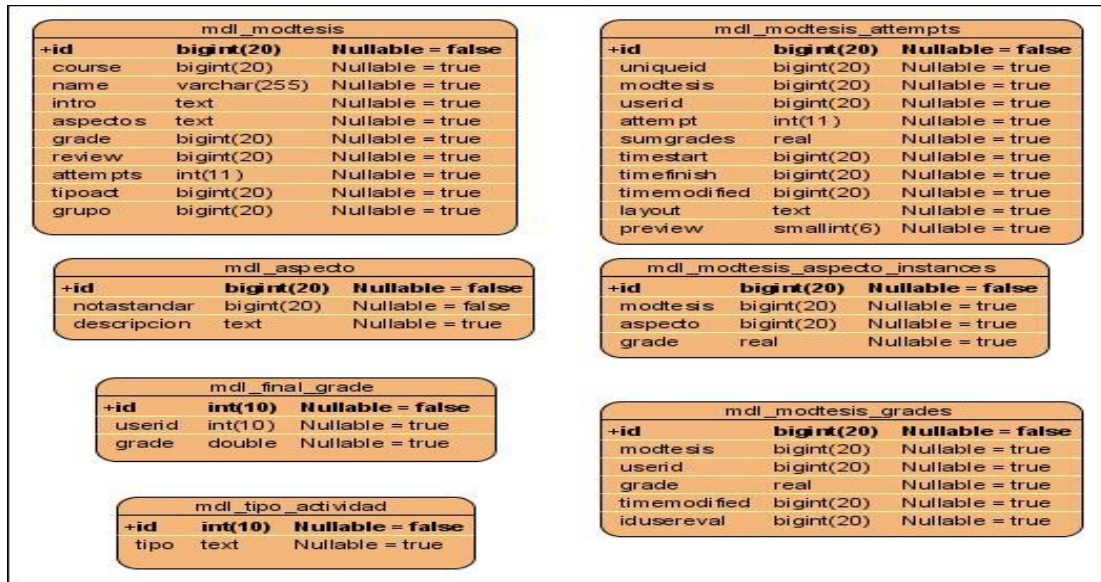 mdl_modtesis
+id bigint(20) Nullable = false
course bigint(20) Nullable = true
name varchar(255) Nullable = true
intro text Nullable = true
aspectos text Nullable = true
grade bigint(20) Nullable = true
review bigint(20) Nullable = true
attempts int(11) Nullable = true
tipoact bigint(20) Nullable = true
grupo bigint(20) Nullable = true
mdl_modtesis_attempts
+id bigint(20) Nullable = false
uniqueid bigint(20) Nullable = true
modtesis bigint(20) Nullable = true
userid bigint(20) Nullable = true
attempt int(11) Nullable = true
sumgrades real Nullable = true
timestart bigint(20) Nullable = true
timefinish bigint(20) Nullable = true
timemodified bigint(20) Nullable = true
layout text Nullable = true
preview smallint(6) Nullable = true
mdl_aspecto
+id bigint(20) Nullable = false
notastandar bigint(20) Nullable = false
descripcion text Nullable = true
mdl_modtesis_aspecto_instances
+id bigint(20) Nullable = false
modtesis bigint(20) Nullable = true
aspecto bigint(20) Nullable = true
grade real Nullable = true
mdl_final_grade
+id int(10) Nullable = false
userid int(10) Nullable = true
grade double Nullable = true
mdl_modtesis_grades
+id bigint(20) Nullable = false
modtesis bigint(20) Nullable = true
userid bigint(20) Nullable = true
grade real Nullable = true
timemodified bigint(20) Nullable = true
idusereval bigint(20) Nullable = true
mdl_tipo_actividad
+id int(10) Nullable = false
tipo text Nullable = true